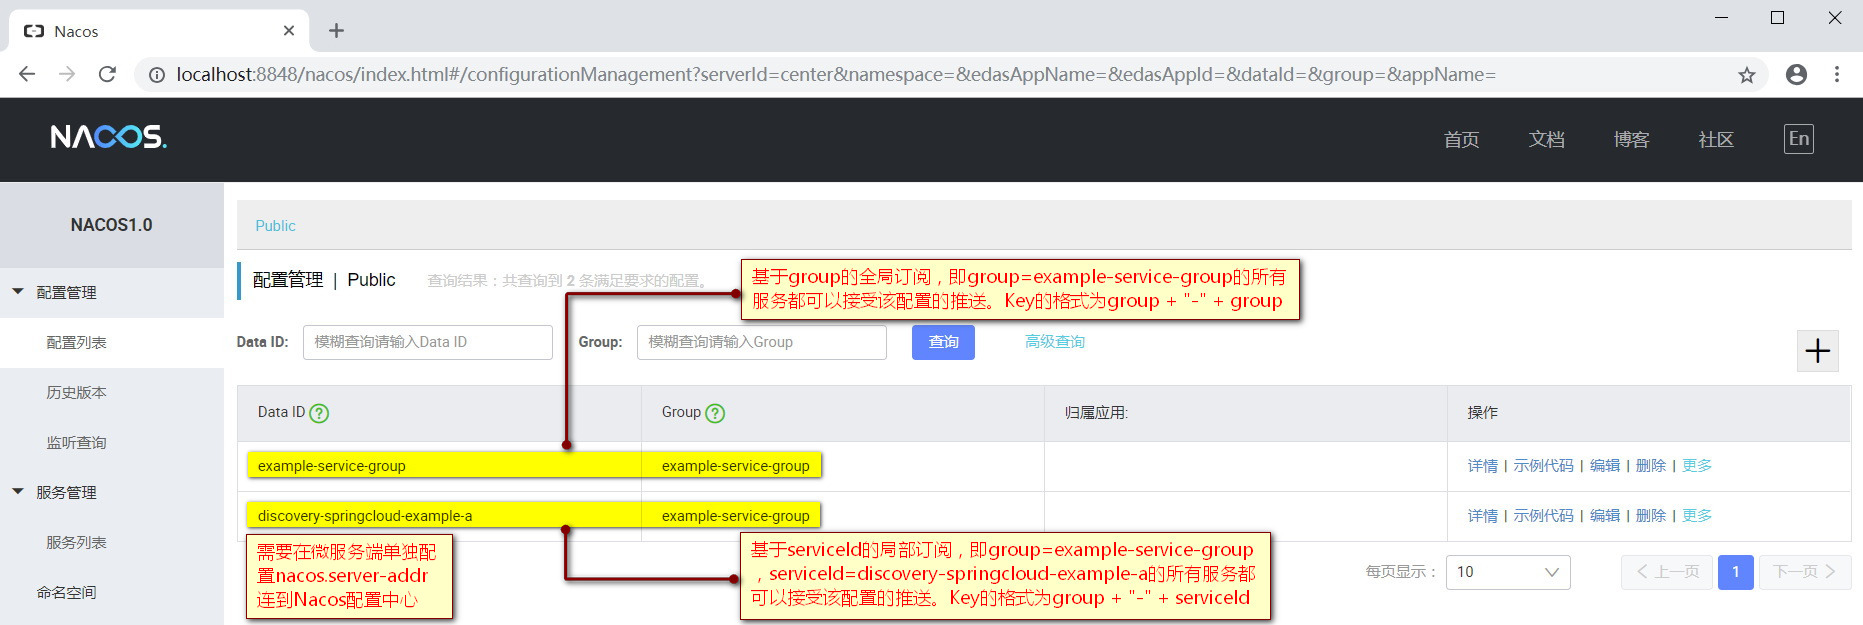 Nacos
localhost:8848/nacos/index.html#/configurationManagement?serverId=center&namespace=&edasAppName=&edasAppId=&dataId=&group=&appName=
NACOS.
首页 文档 博客 社区 En
NACOS1.0
配置管理
配置列表
历史版本
监听查询
服务管理
服务列表
命名空间
Public
配置管理 | Public 查询结果：共查询到 2 条满足要求的配置。
基于group的全局订阅，即group=example-service-group的所有
服务都可以接受该配置的推送。Key的格式为group + "-" + group
Data ID: 模糊查询请输入Data ID Group: 模糊查询请输入Group 查询 高级查询
Data ID Group 归属应用: 操作
example-service-group example-service-group 详情 | 示例代码 | 编辑 | 删除 | 更多
discovery-springcloud-example-a example-service-group 详情 | 示例代码 | 编辑 | 删除 | 更多
需要在微服务端单独配
置nacos.server-addr
连到Nacos配置中心
基于serviceId的局部订阅，即group=example-service-group
，serviceId=discovery-springcloud-example-a的所有服务都
可以接受该配置的推送。Key的格式为group + "-" + serviceId
每页显示： 10 上一页 1 下一页